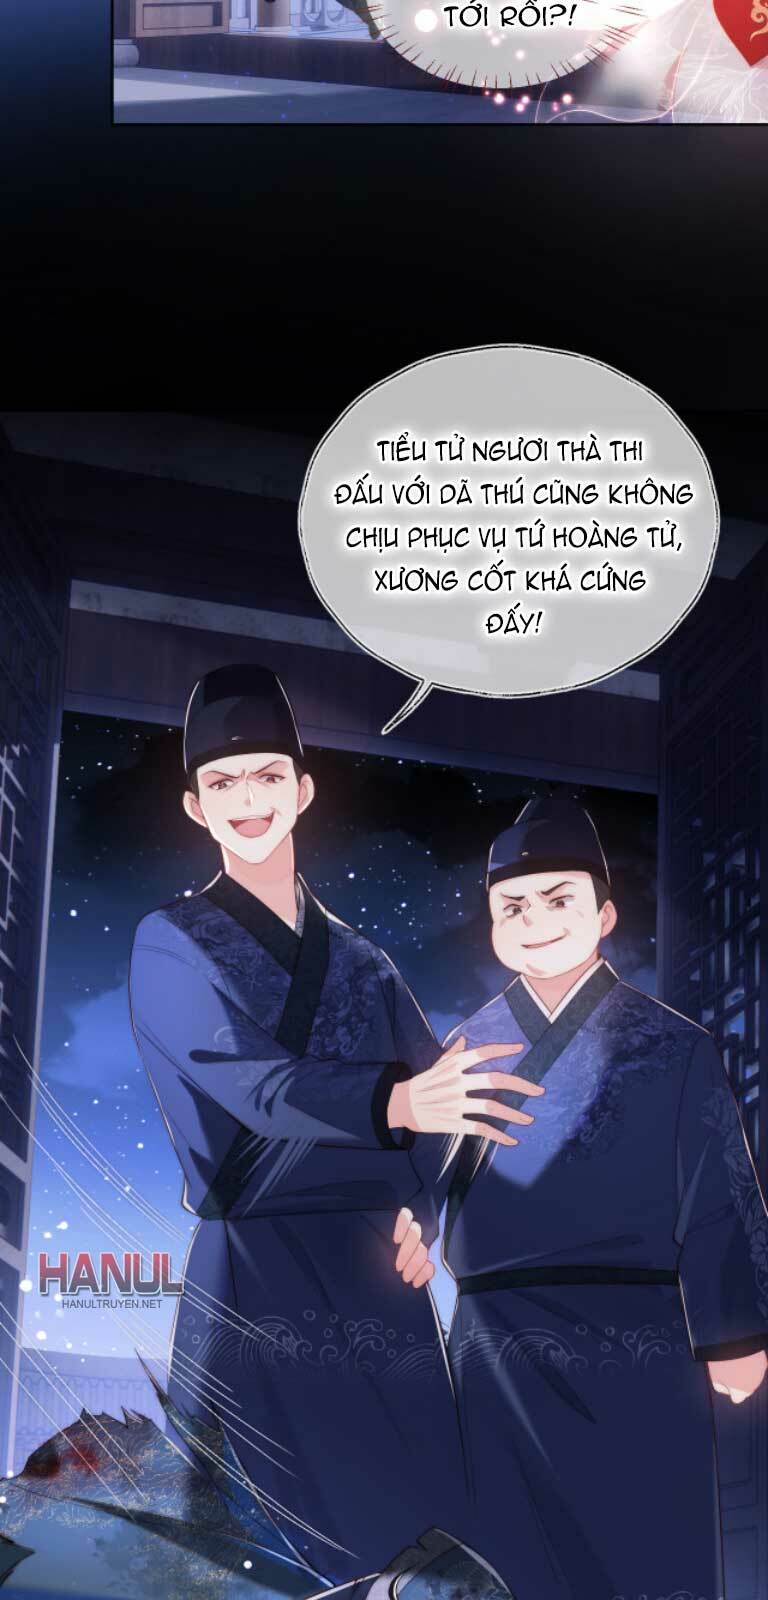 TỚI RỒI?!
TIỂU TỬ NGƯƠI THÀ THI
ĐẤU VỚI DÃ THÚ CŨNG KHÔNG
CHỊU PHỤC VỤ TỨ HOÀNG TỬ,
XƯƠNG CỐT KHÁ CỨNG
ĐẤY!
HANUL
HANULTRUYEN.NET